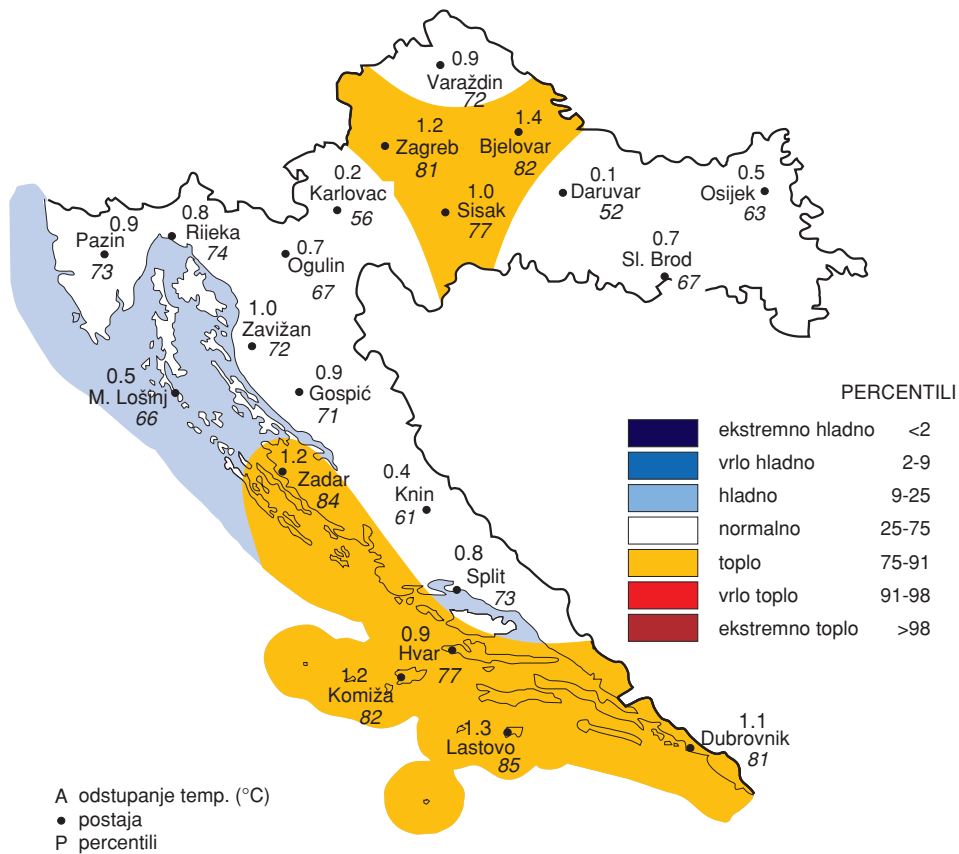 0.9
Varaždin
72
1.2
Zagreb
81
1.4
Bjelovar
82
0.2
Karlovac
56
1.0
Sisak
77
0.1
Daruvar
52
0.5
Osijek
63
0.9
Pazin
73
0.8
Rijeka
74
0.7
Ogulin
67
0.7
Sl. Brod
67
1.0
Zavižan
72
0.5
M. Lošinj
66
0.9
Gospić
71
1.2
Zadar
84
0.4
Knin
61
0.8
Split
73
0.9
Hvar
77
1.2
Komiža
82
1.3
Lastovo
85
1.1
Dubrovnik
81
PERCENTILI
ekstremno hladno <2
vrlo hladno 2-9
hladno 9-25
normalno 25-75
toplo 75-91
vrlo toplo 91-98
ekstremno toplo >98
A odstupanje temp. (°C)
postaja
P percentili